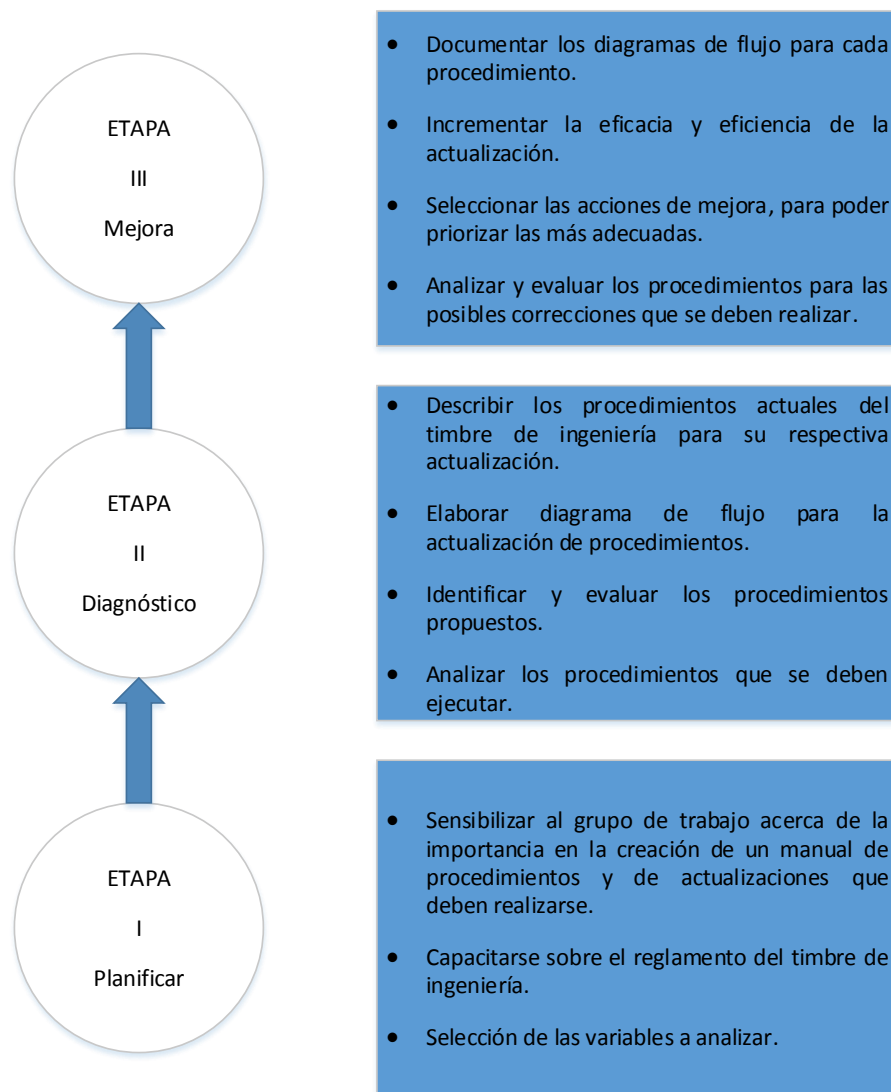 ETAPA
III
Mejora
• Documentar los diagramas de flujo para cada
procedimiento.
• Incrementar la eficacia y eficiencia de la
actualización.
• Seleccionar las acciones de mejora, para poder
priorizar las más adecuadas.
• Analizar y evaluar los procedimientos para las
posibles correcciones que se deben realizar.
ETAPA
II
Diagnóstico
• Describir los procedimientos actuales del
timbre de ingeniería para su respectiva
actualización.
• Elaborar diagrama de flujo para la
actualización de procedimientos.
• Identificar y evaluar los procedimientos
propuestos.
• Analizar los procedimientos que se deben
ejecutar.
ETAPA
I
Planificar
• Sensibilizar al grupo de trabajo acerca de la
importancia en la creación de un manual de
procedimientos y de actualizaciones que
deben realizarse.
• Capacitarse sobre el reglamento del timbre de
ingeniería.
• Selección de las variables a analizar.